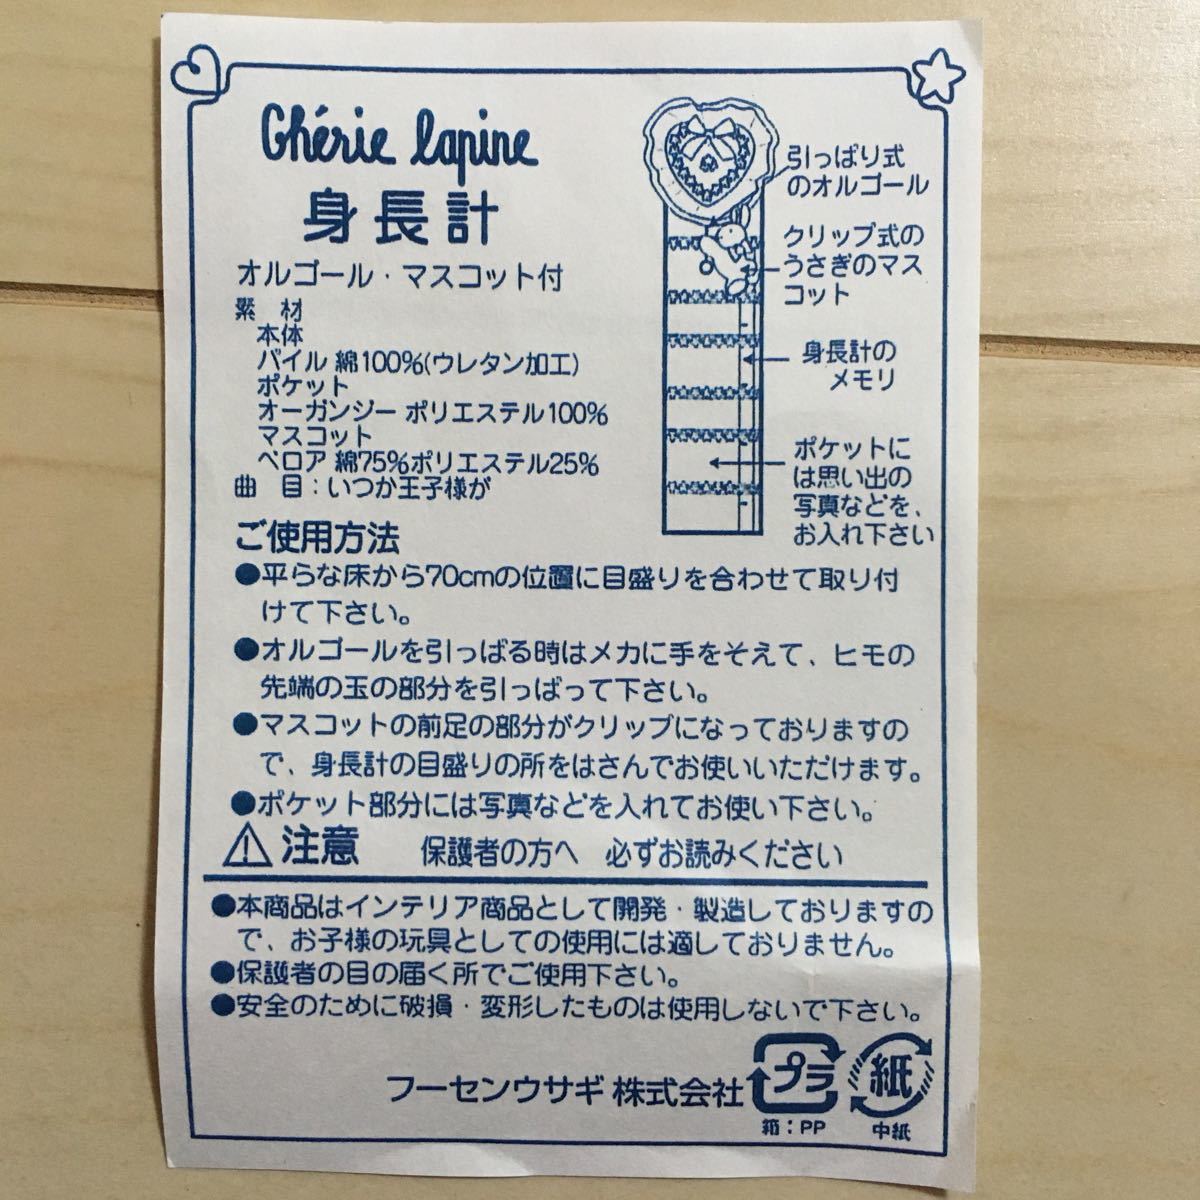 Chérie lapine
身長計
オルゴール・マスコット付
素　材
本体
パイル 綿100%(ウレタン加工)
ポケット
オーガンジー ポリエステル100%
マスコット
ベロア 綿75%ポリエステル25%
曲　目：いつか王子様が
引っぱり式
のオルゴール
クリップ式の
うさぎのマス
コット
身長計の
メモリ
ポケットに
は思い出の
写真などを、
お入れ下さい
ご使用方法
●平らな床から70cmの位置に目盛りを合わせて取り付
けて下さい。
●オルゴールを引っぱる時はメカに手をそえて、ヒモの
先端の玉の部分を引っぱって下さい。
●マスコットの前足の部分がクリップになっておりますの
で、身長計の目盛りの所をはさんでお使いいただけます。
●ポケット部分には写真などを入れてお使い下さい。
⚠注意　保護者の方へ　必ずお読みください
●本商品はインテリア商品として開発・製造しておりますの
で、お子様の玩具としての使用には適しておりません。
●保護者の目の届く所でご使用下さい。
●安全のために破損・変形したものは使用しないで下さい。
フーセンウサギ 株式会社
プラ
箱：PP
紙
中紙